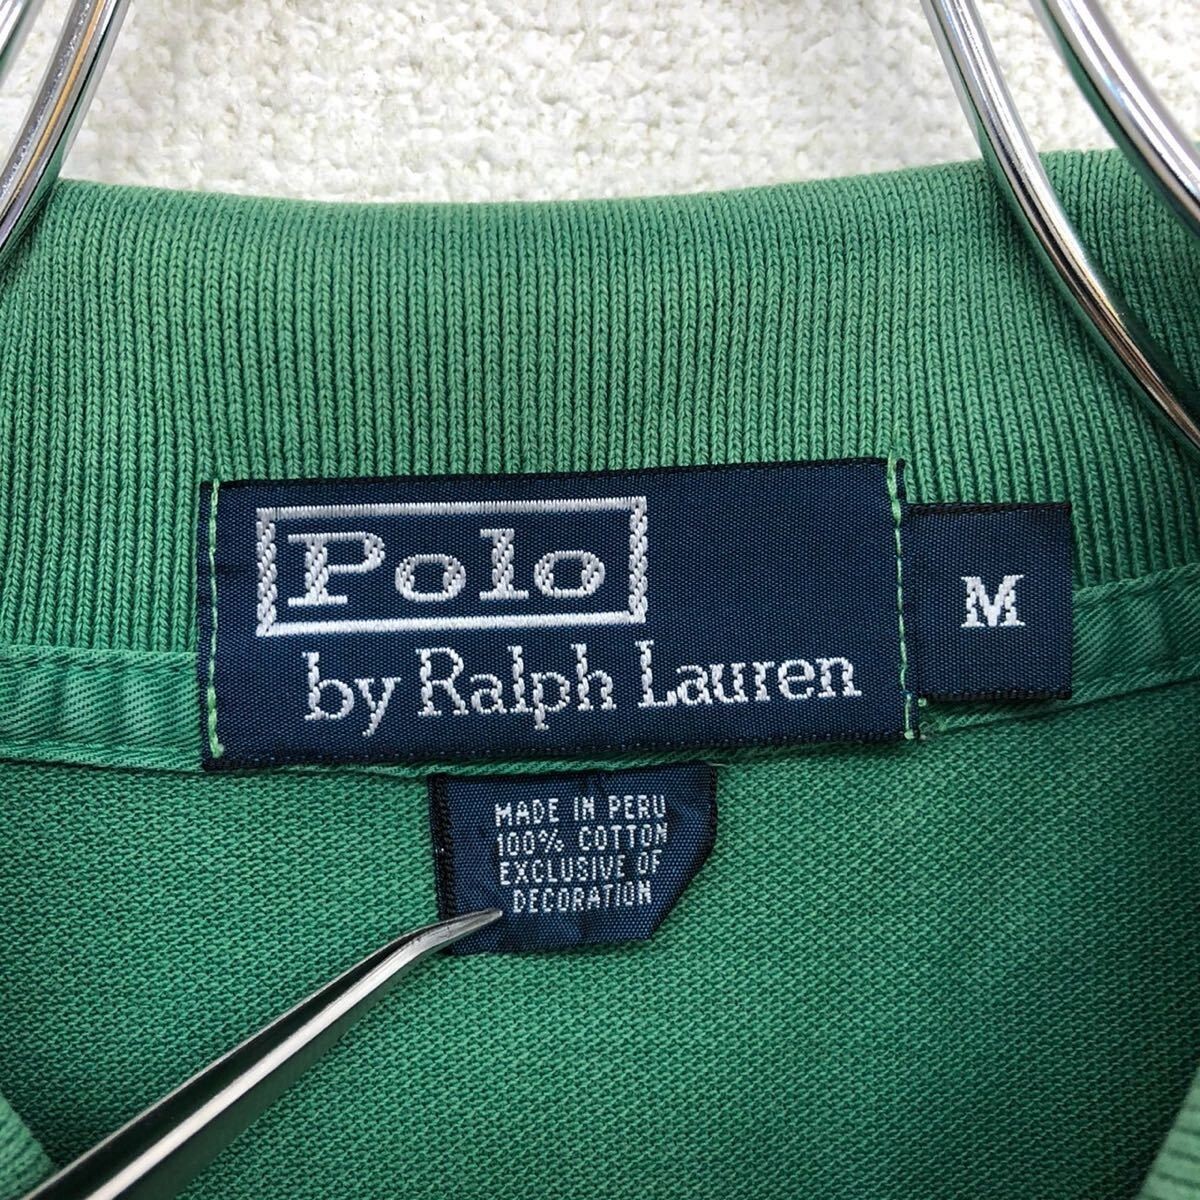 Polo
by Ralph Lauren
M
MADE IN PERU
100% COTTON
EXCLUSIVE OF
DECORATION